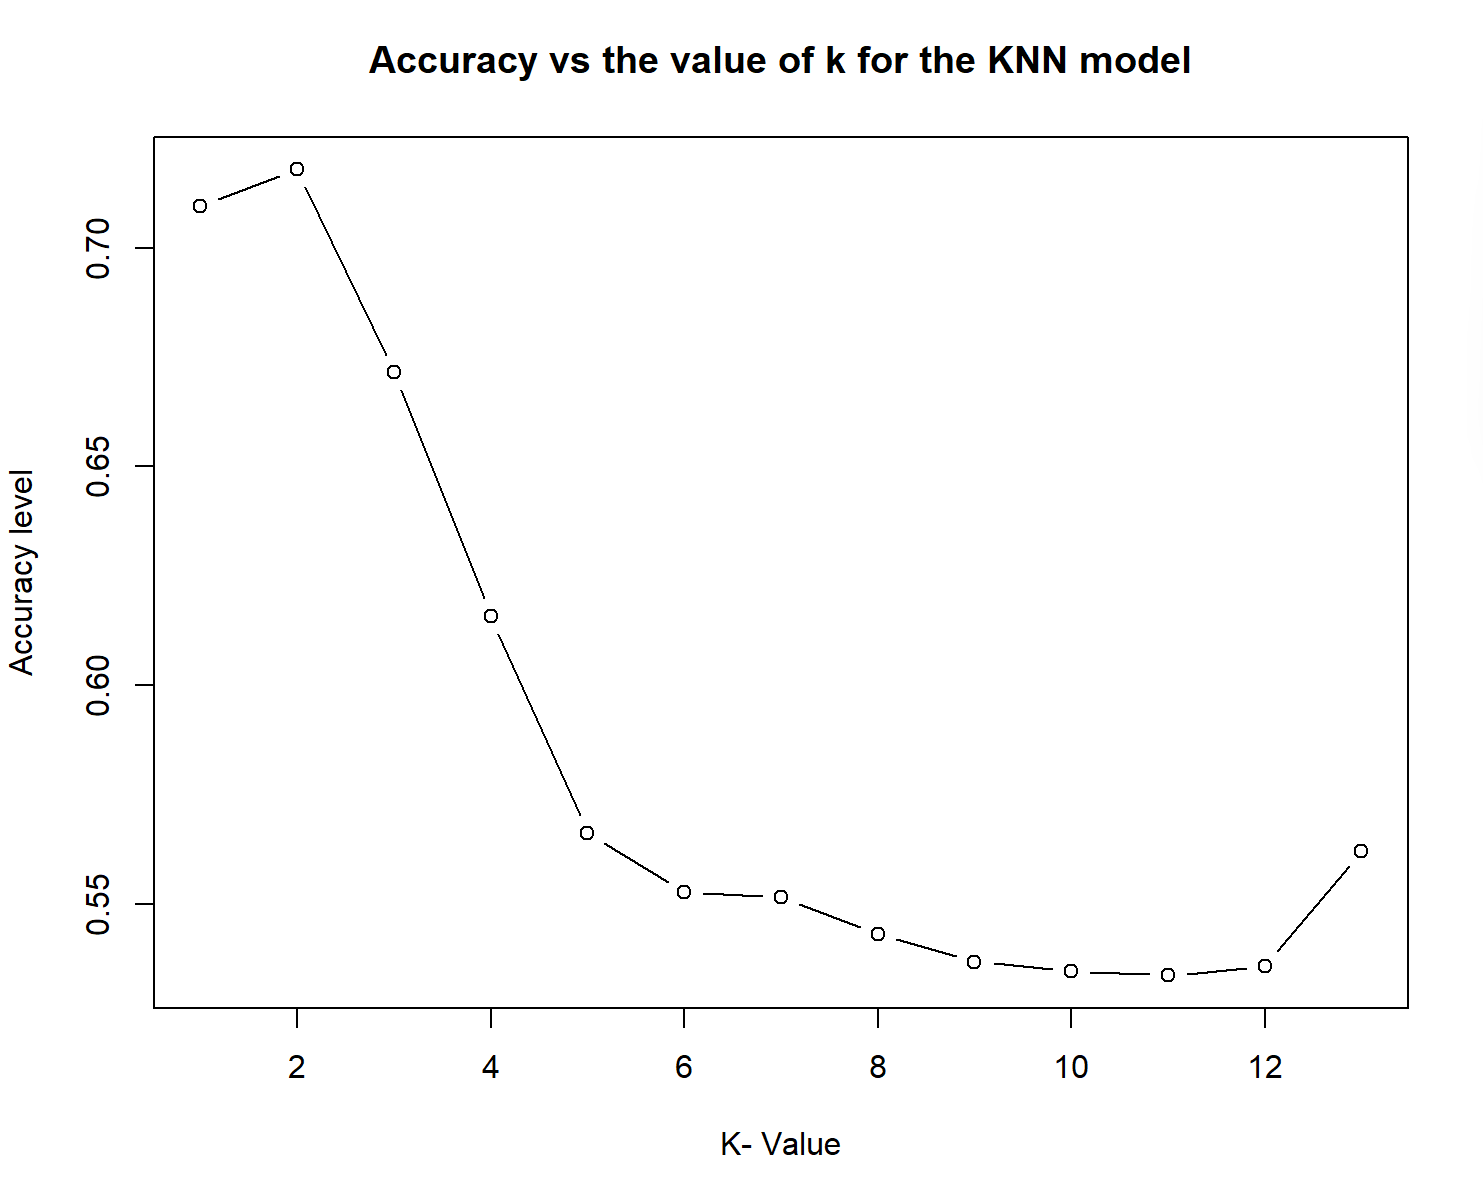 Accuracy vs the value of k for the KNN model
Accuracy level
0.70
0.65
0.60
0.55
2 4 6 8 10 12
K- Value